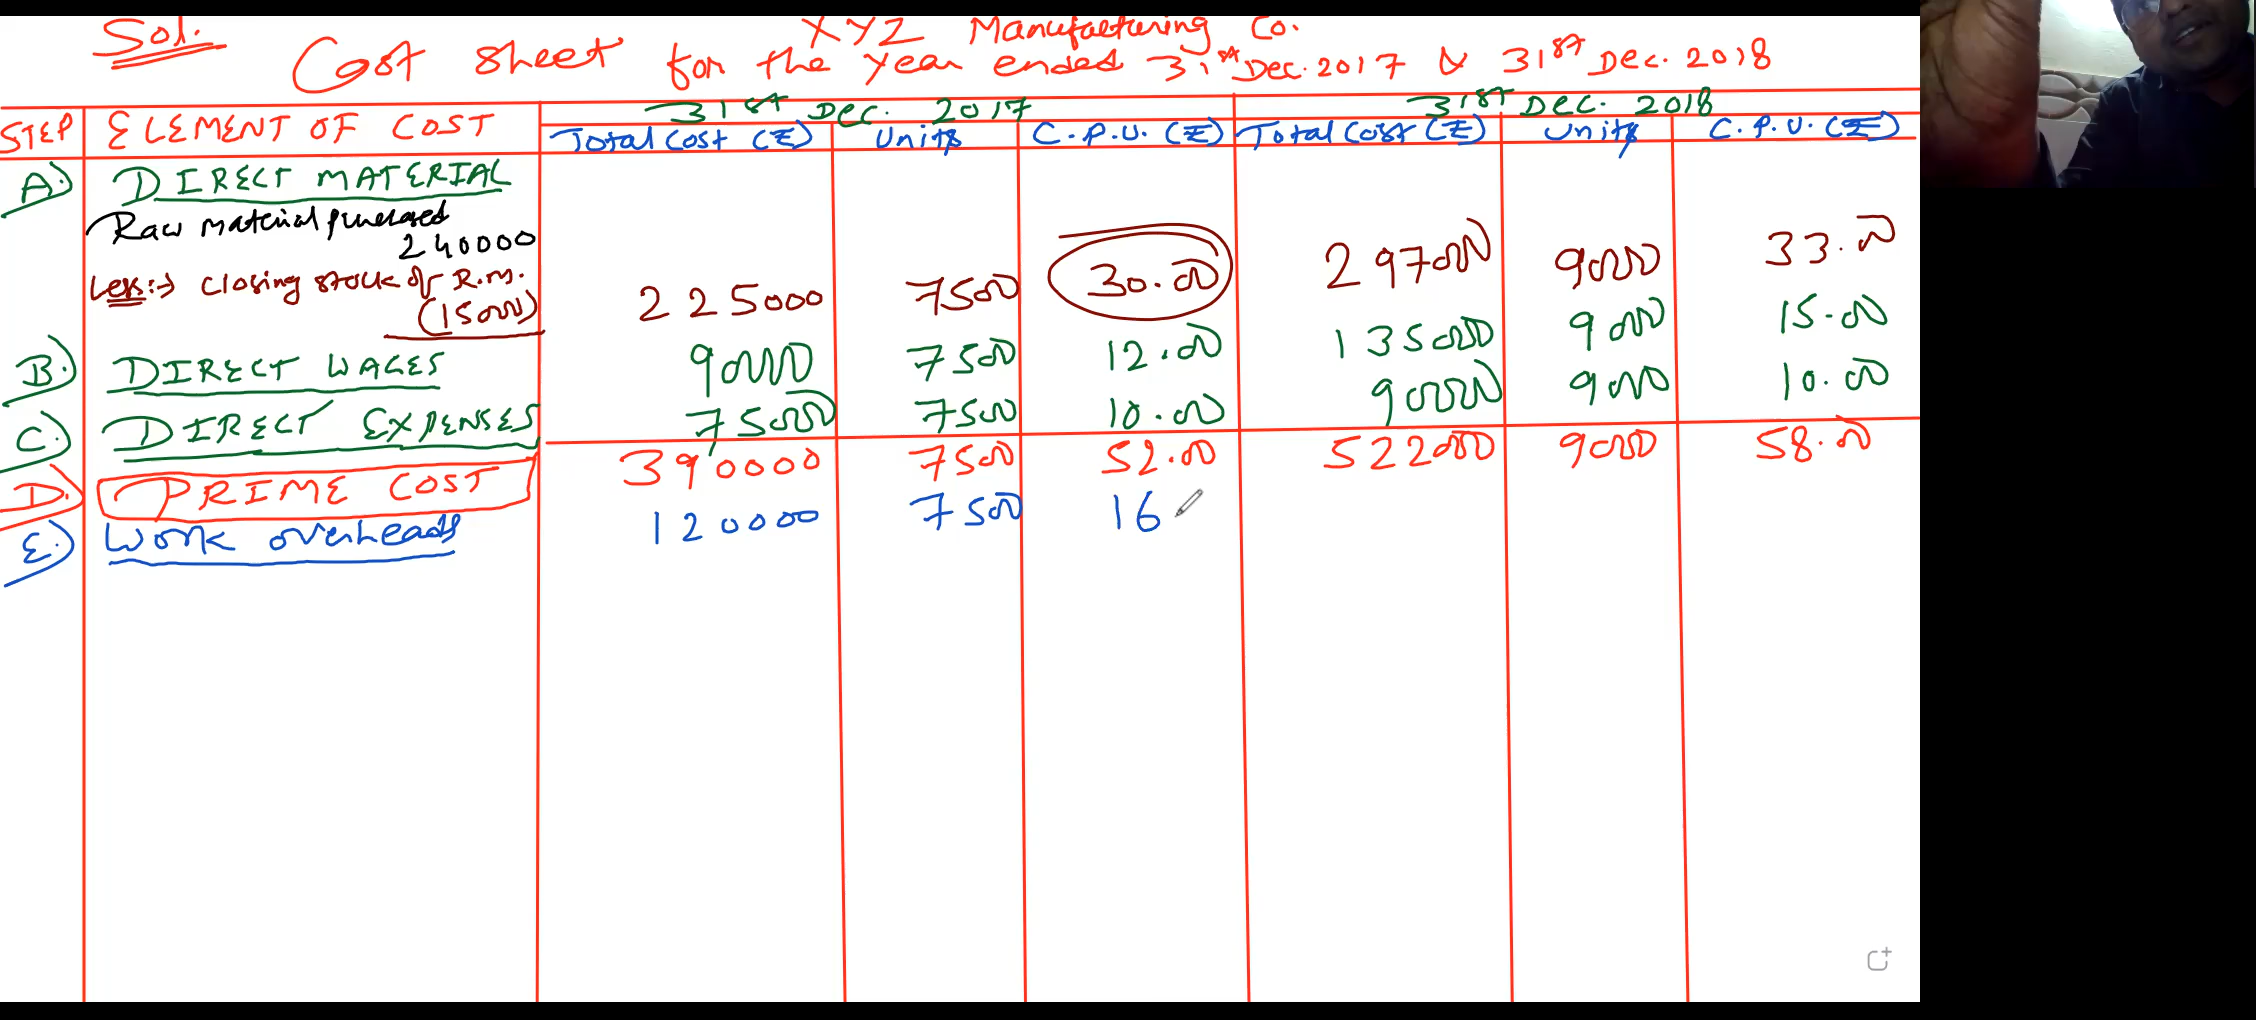 Sol.
XYZ Manufacturing Co.
Cost sheet for the year ended 31st Dec. 2017 & 31st Dec. 2018
31st Dec. 2017 31st Dec. 2018
STEP ELEMENT OF COST Total Cost (₹) Units C.P.U. (₹) Total Cost (₹) Units C.P.U. (₹)
A.) DIRECT MATERIAL
Raw material purchased
240000
Less:→ Closing stock of R.M.
(15000) 225000 7500 30.00 297000 9000 33.00
B.) DIRECT WAGES 90000 7500 12.00 135000 9000 15.00
C.) DIRECT EXPENSES 75000 7500 10.00 90000 9000 10.00
D.) PRIME COST 390000 7500 52.00 522000 9000 58.00
E.) Work overheads 120000 7500 16